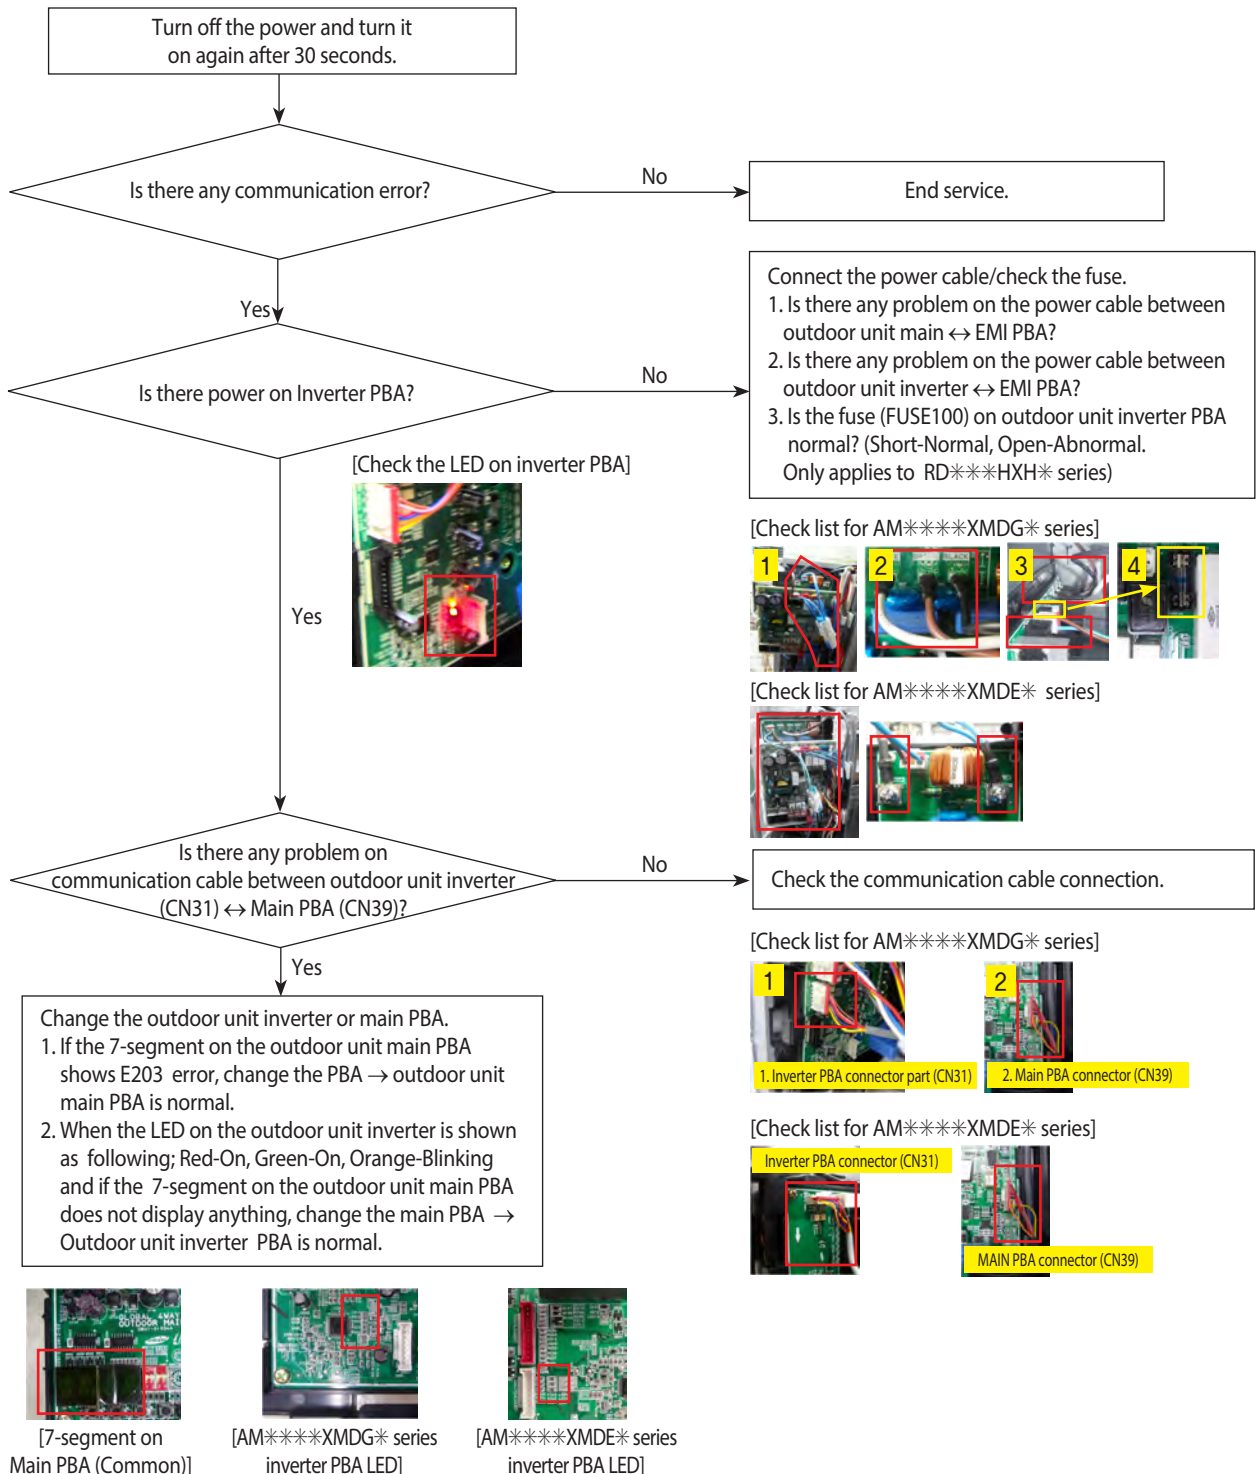 Turn off the power and turn it
on again after 30 seconds.
Is there any communication error?
No
End service.
Yes
Is there power on Inverter PBA?
No
Connect the power cable/check the fuse.
1. Is there any problem on the power cable between
outdoor unit main ↔ EMI PBA?
2. Is there any problem on the power cable between
outdoor unit inverter ↔ EMI PBA?
3. Is the fuse (FUSE100) on outdoor unit inverter PBA
normal? (Short-Normal, Open-Abnormal.
Only applies to RD✳✳✳HXH✳ series)
[Check the LED on inverter PBA]
Yes
[Check list for AM✳✳✳✳XMDG✳ series]
1
2
BLACK
3
4
[Check list for AM✳✳✳✳XMDE✳ series]
Is there any problem on
communication cable between outdoor unit inverter
(CN31) ↔ Main PBA (CN39)?
No
Check the communication cable connection.
Yes
[Check list for AM✳✳✳✳XMDG✳ series]
1
1. Inverter PBA connector part (CN31)
2
2. Main PBA connector (CN39)
[Check list for AM✳✳✳✳XMDE✳ series]
Inverter PBA connector (CN31)
MAIN PBA connector (CN39)
Change the outdoor unit inverter or main PBA.
1. If the 7-segment on the outdoor unit main PBA
shows E203 error, change the PBA → outdoor unit
main PBA is normal.
2. When the LED on the outdoor unit inverter is shown
as following; Red-On, Green-On, Orange-Blinking
and if the 7-segment on the outdoor unit main PBA
does not display anything, change the main PBA →
Outdoor unit inverter PBA is normal.
GLOBAL 4WAY
OUTDOOR MAIN
[7-segment on
Main PBA (Common)]
[AM✳✳✳✳XMDG✳ series
inverter PBA LED]
[AM✳✳✳✳XMDE✳ series
inverter PBA LED]